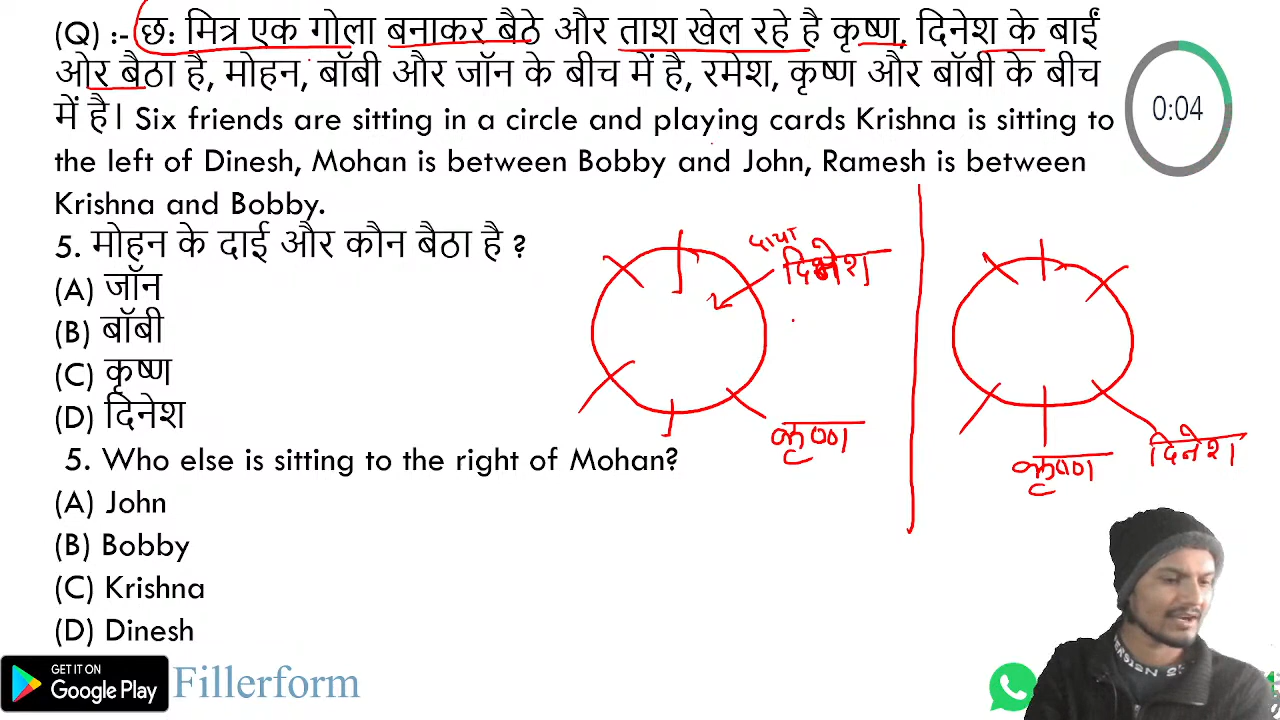 (Q) :- छः मित्र एक गोला बनाकर बैठे और ताश खेल रहे है कृष्ण, दिनेश के बाईं
ओर बैठा है, मोहन, बॉबी और जॉन के बीच में है, रमेश, कृष्ण और बॉबी के बीच
में है। Six friends are sitting in a circle and playing cards Krishna is sitting to
the left of Dinesh, Mohan is between Bobby and John, Ramesh is between
Krishna and Bobby.
0:04
5. मोहन के दाई और कौन बैठा है ?
(A) जॉन
(B) बॉबी
(C) कृष्ण
(D) दिनेश
5. Who else is sitting to the right of Mohan?
(A) John
(B) Bobby
(C) Krishna
(D) Dinesh
दाया
दिनेश
कृष्ण
कृष्ण
दिनेश
GET IT ON
Google Play
Fillerform